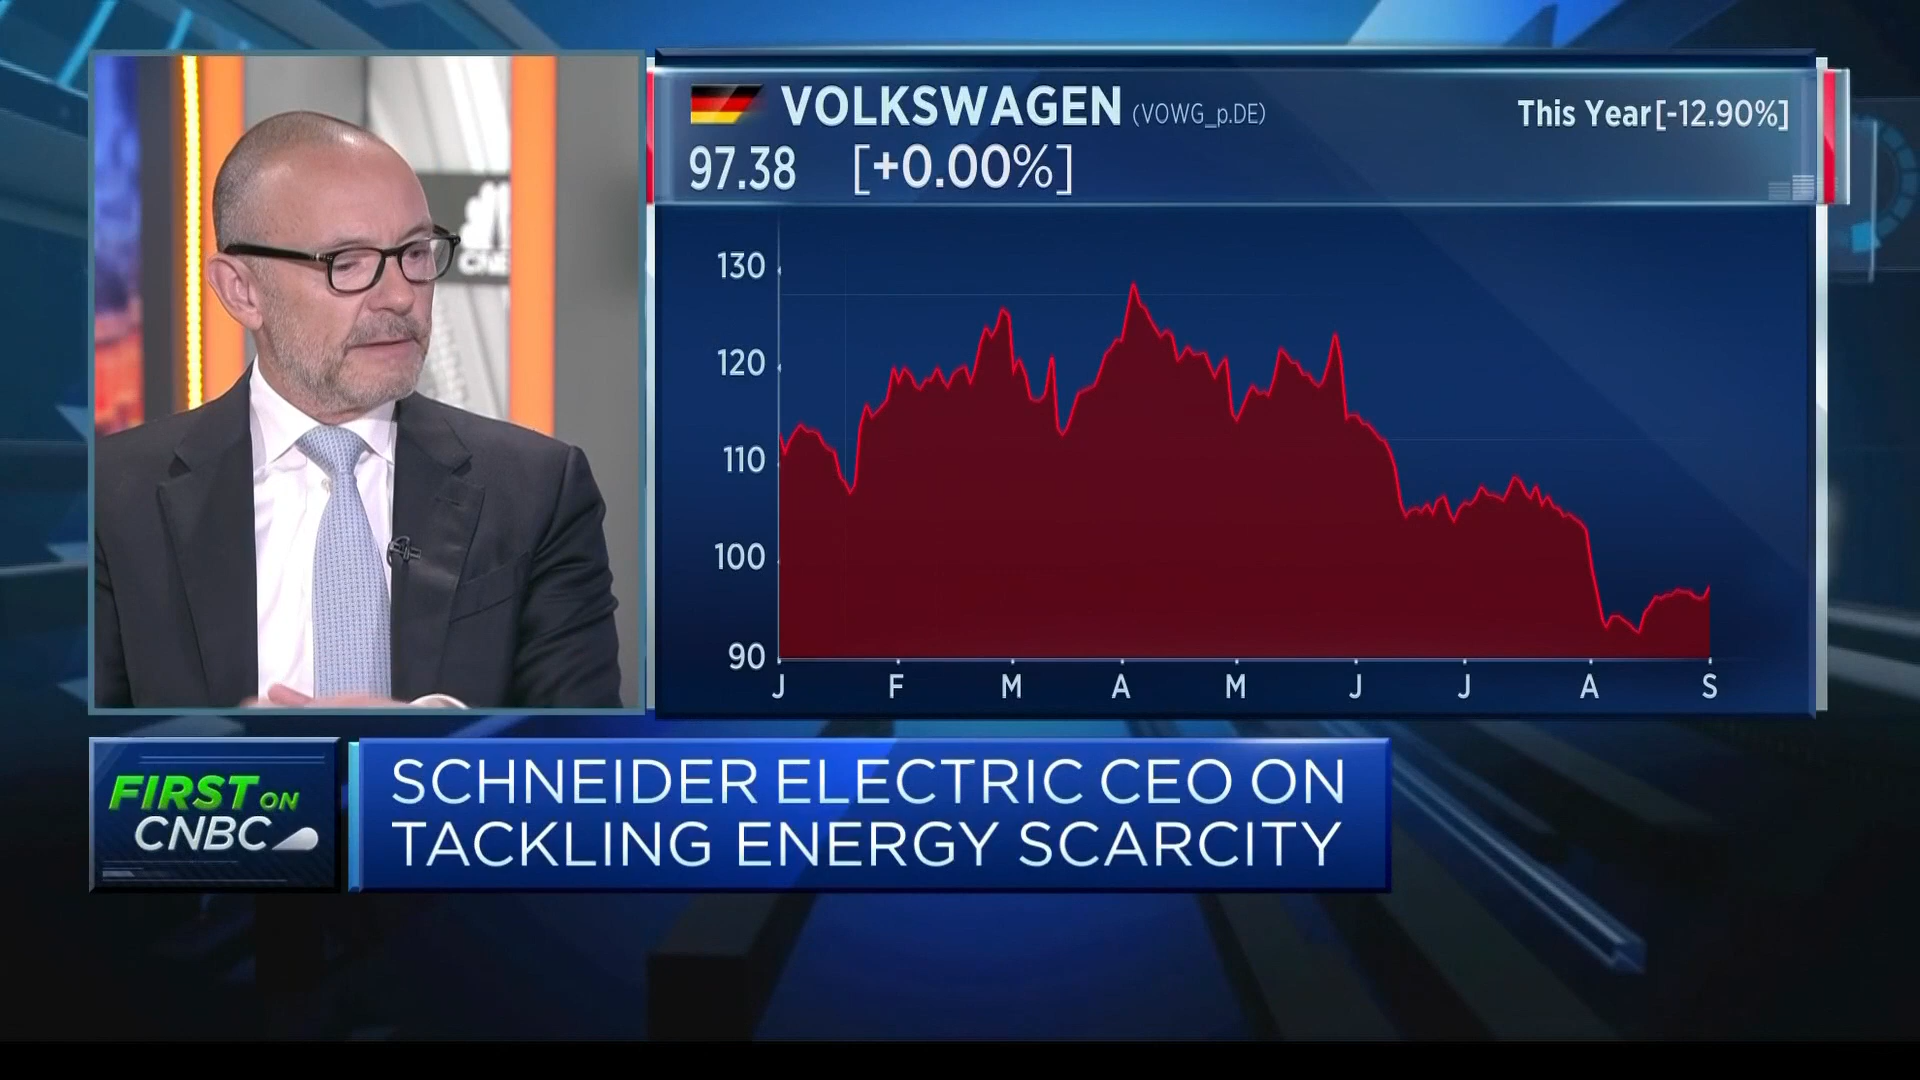 VOLKSWAGEN (VOWG_p.DE)
This Year[-12.90%]
97.38 [+0.00%]
130
120
110
100
90
J F M A M J J A S
FIRST ON
CNBC
SCHNEIDER ELECTRIC CEO ON
TACKLING ENERGY SCARCITY